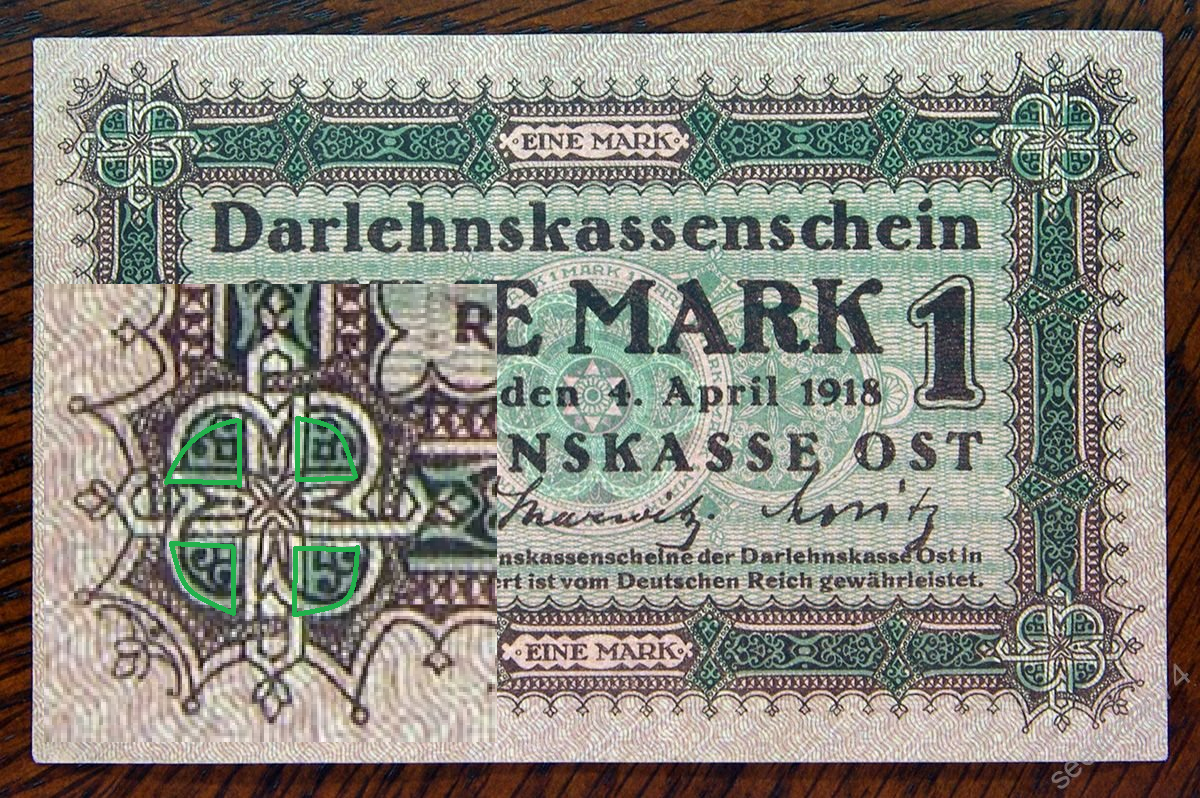 EINE MARK
Darlehnskassenschein
E MARK 1
den 4. April 1918
NSKASSE OST
nskassenscheine der Darlehnskasse Ost in
ert ist vom Deutschen Reich gewährleistet.
EINE MARK